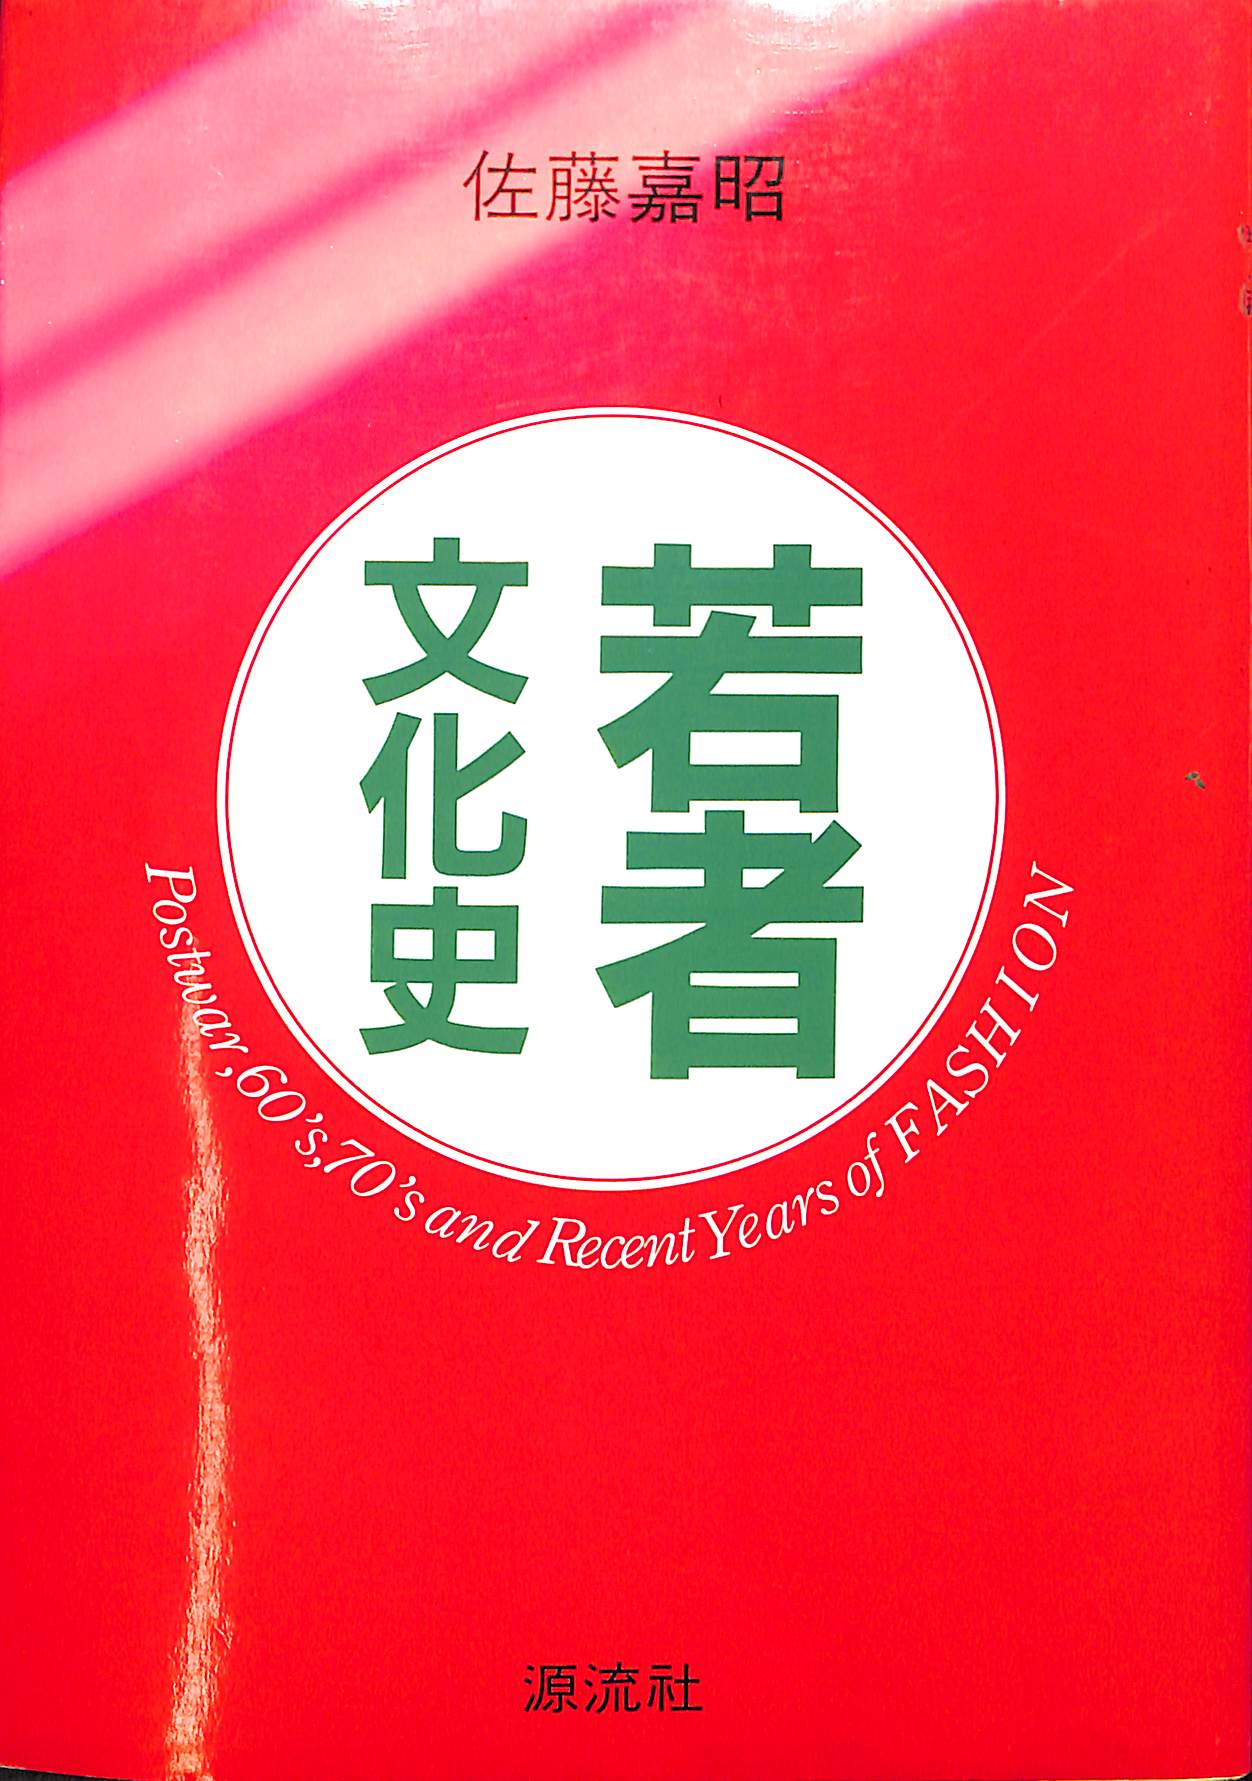 佐藤嘉昭
若者
文化史
Postwar,60's,70's and Recent Years of FASHION
源流社